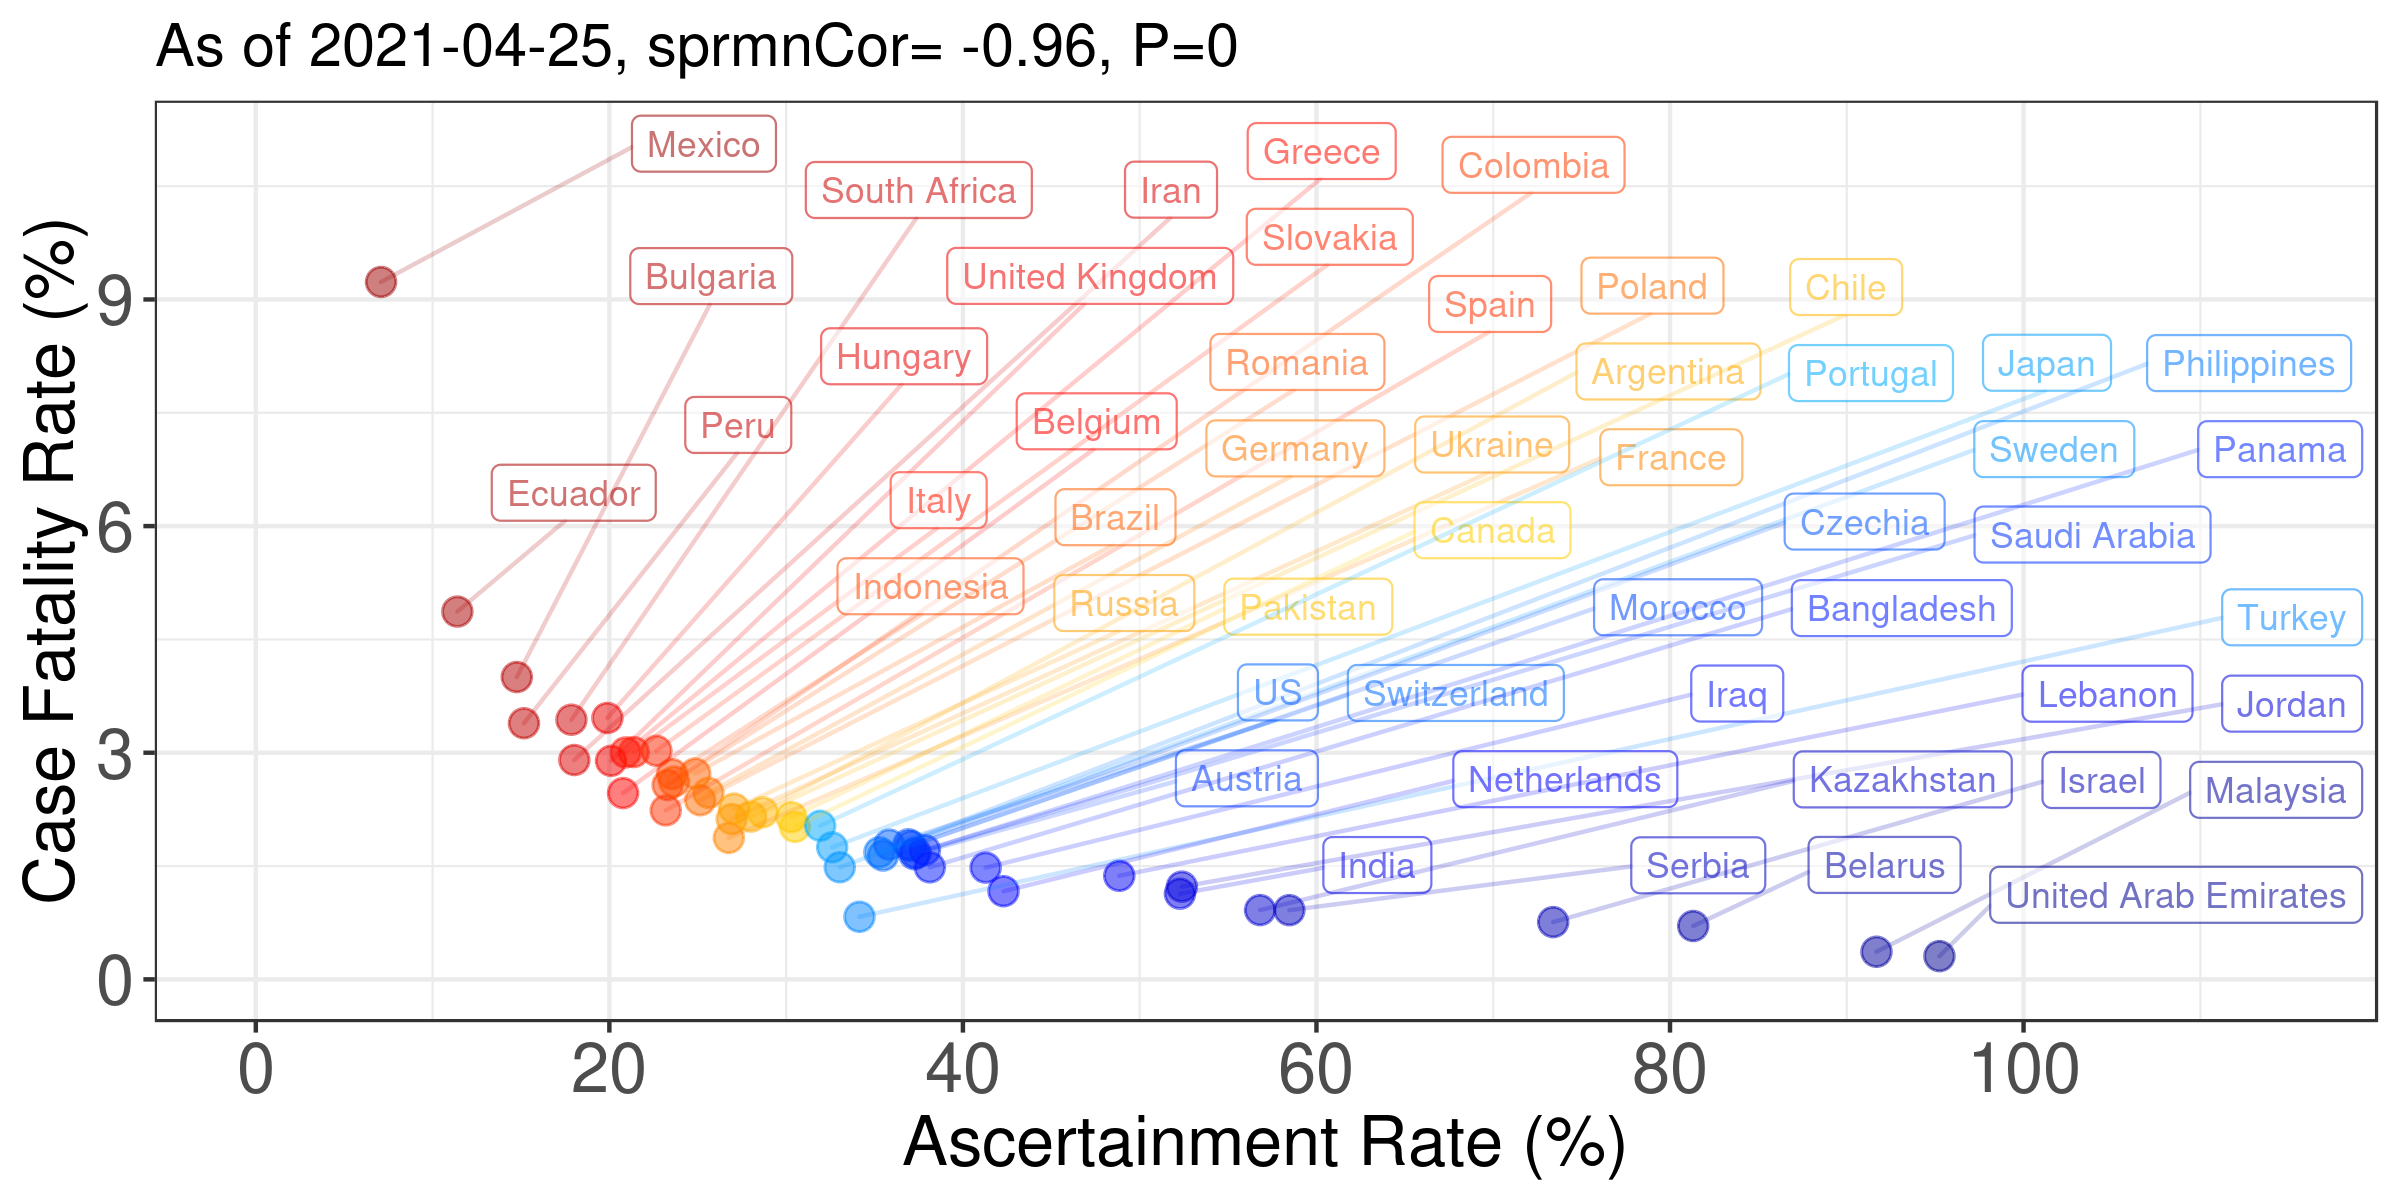 As of 2021-04-25, sprmnCor= -0.96, P=0
Case Fatality Rate (%)
9
6
3
0
Mexico
South Africa
Iran
Greece
Colombia
Bulgaria
United Kingdom
Slovakia
Spain
Poland
Chile
Hungary
Romania
Argentina
Portugal
Japan
Philippines
Peru
Belgium
Germany
Ukraine
France
Sweden
Panama
Ecuador
Italy
Brazil
Canada
Czechia
Saudi Arabia
Indonesia
Russia
Pakistan
Morocco
Bangladesh
Turkey
US
Switzerland
Iraq
Lebanon
Jordan
Austria
Netherlands
Kazakhstan
Israel
Malaysia
India
Serbia
Belarus
United Arab Emirates
0 20 40 60 80 100
Ascertainment Rate (%)